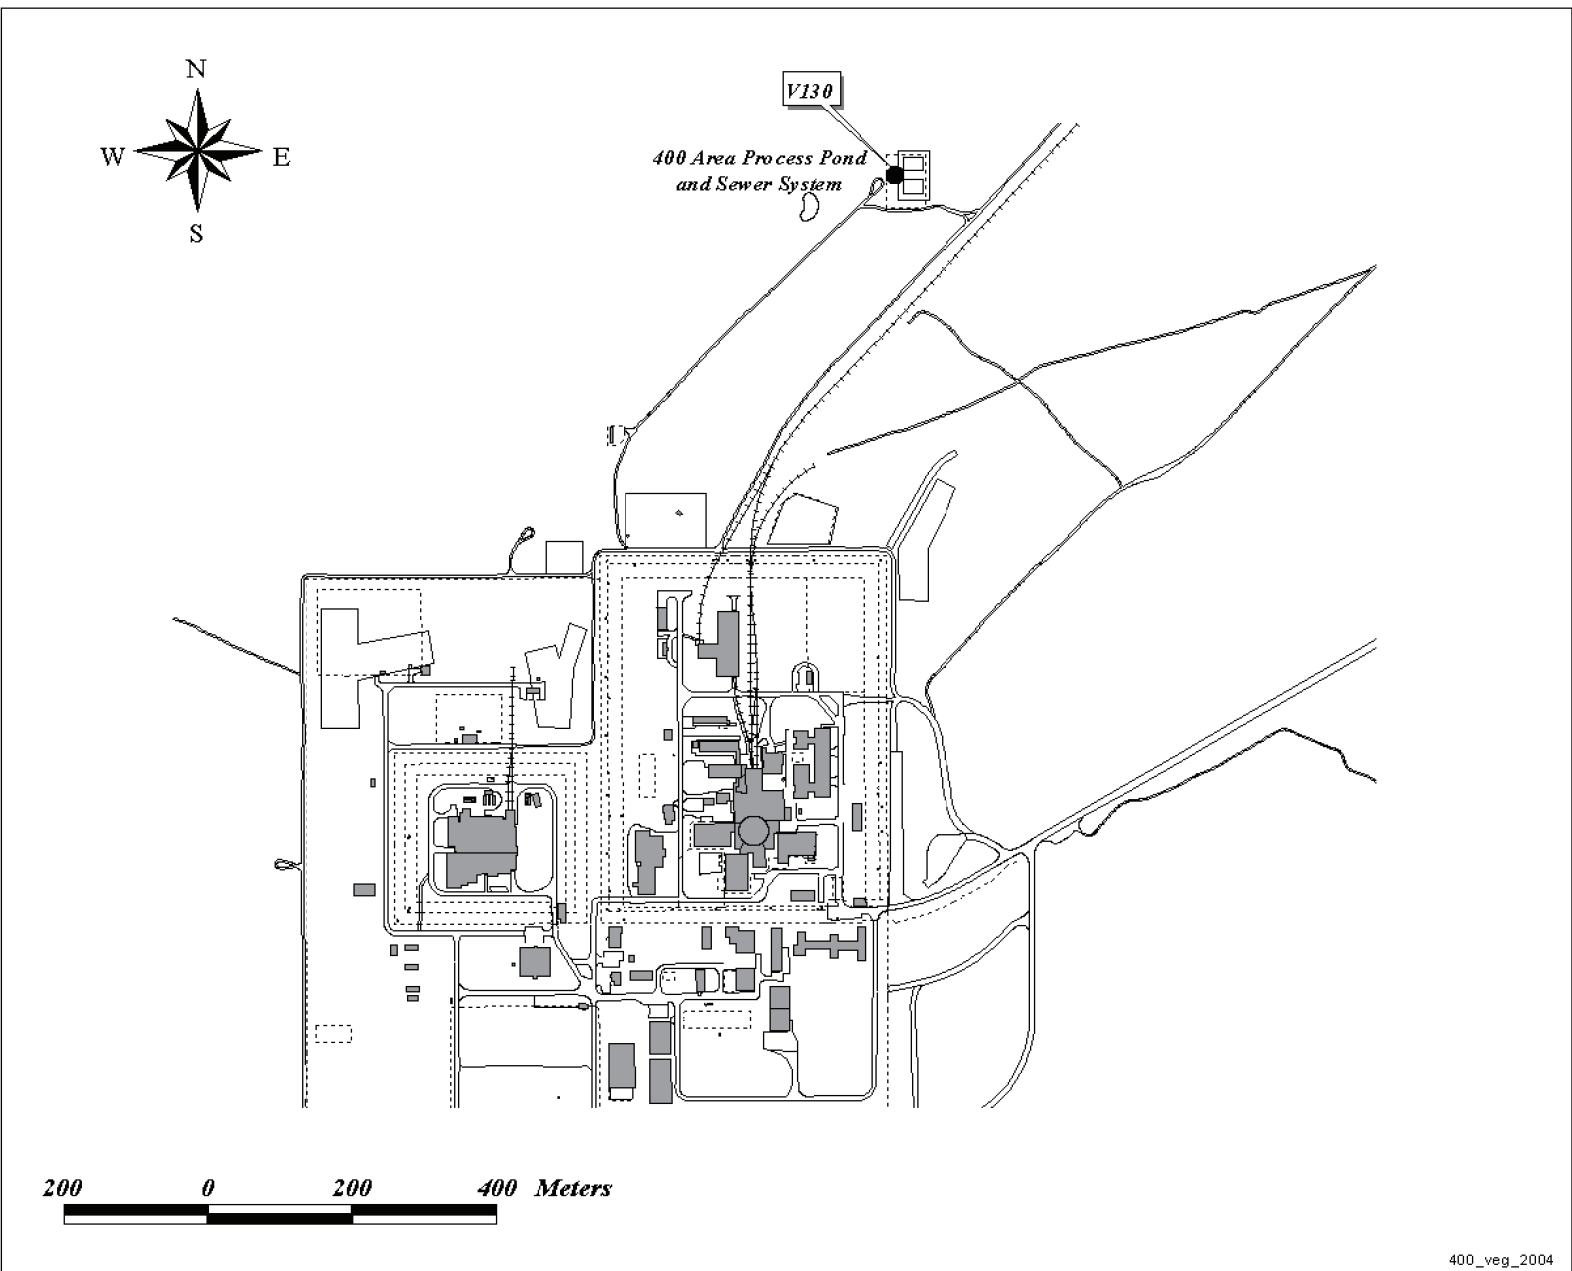 N
W E
S
V130
400 Area Process Pond
and Sewer System
200 0 200 400 Meters
400_veg_2004